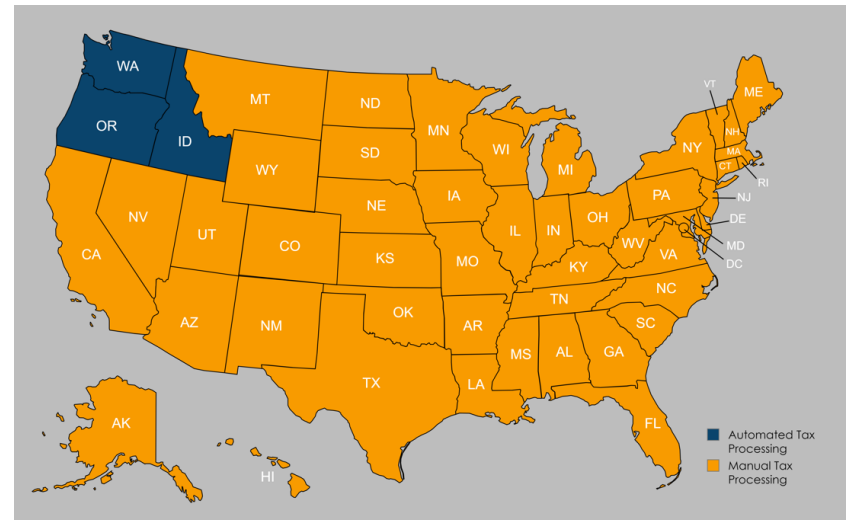 WA
MT
ND
MN
VT
ME
OR
ID
SD
WI
MI
NY
NH
MA
CT
RI
WY
IA
NE
PA
NJ
NV
UT
CO
IL
IN
OH
DE
CA
KS
MO
WV
VA
MD
KY
DC
NC
TN
AZ
NM
OK
AR
SC
MS
AL
GA
TX
LA
AK
FL
HI
Automated Tax
Processing
Manual Tax
Processing